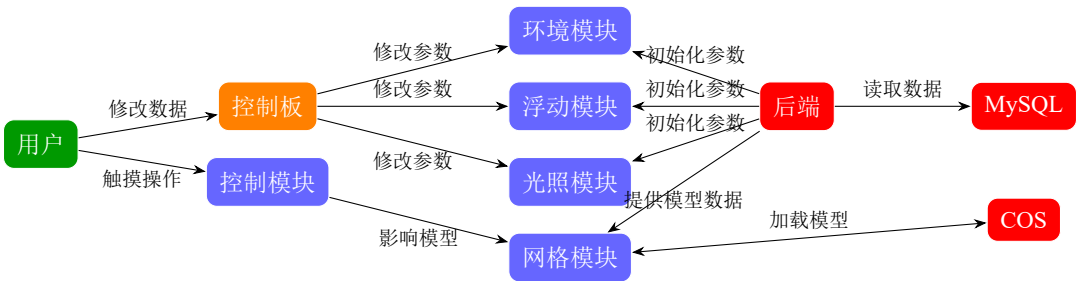 环境模块
修改参数
初始化参数
修改参数
初始化参数
读取数据
控制板
浮动模块
后端
MySQL
修改数据
初始化参数
用户
修改参数
触摸操作
控制模块
光照模块
提供模型数据
加载模型
COS
影响模型
网格模块